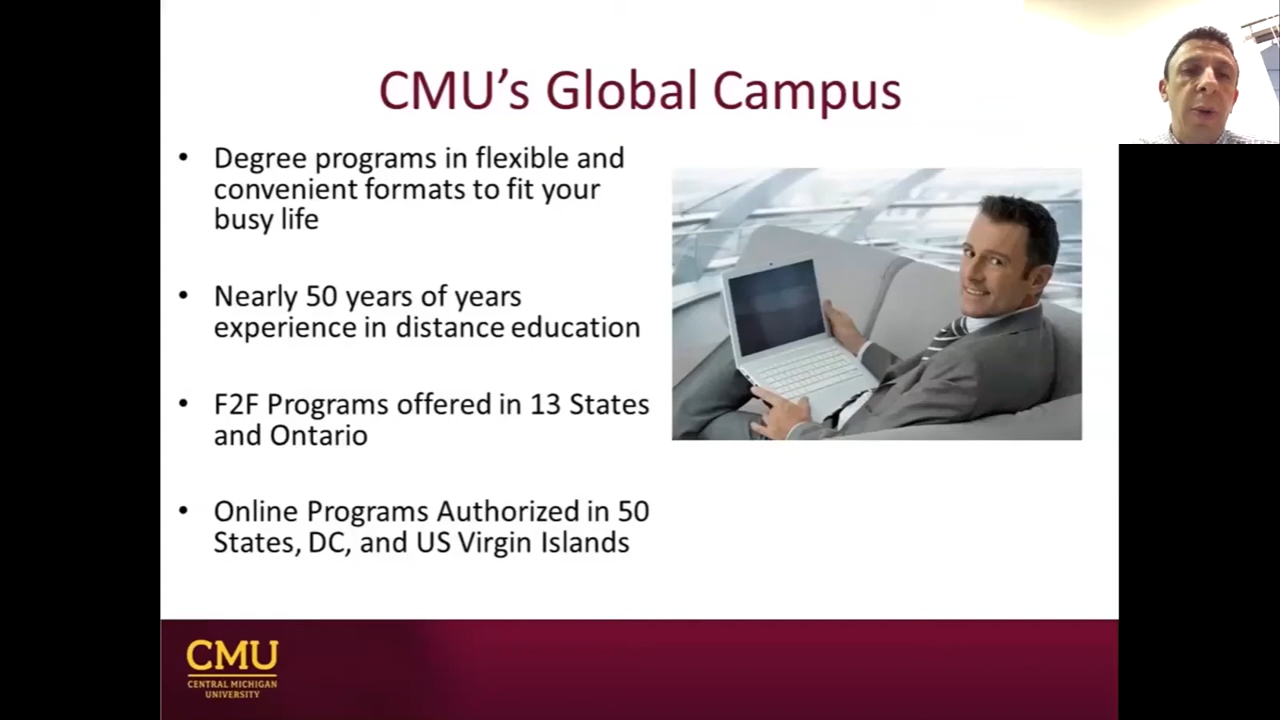 CMU’s Global Campus
• Degree programs in flexible and
convenient formats to fit your
busy life
• Nearly 50 years of years
experience in distance education
• F2F Programs offered in 13 States
and Ontario
• Online Programs Authorized in 50
States, DC, and US Virgin Islands
CMU
CENTRAL MICHIGAN
UNIVERSITY